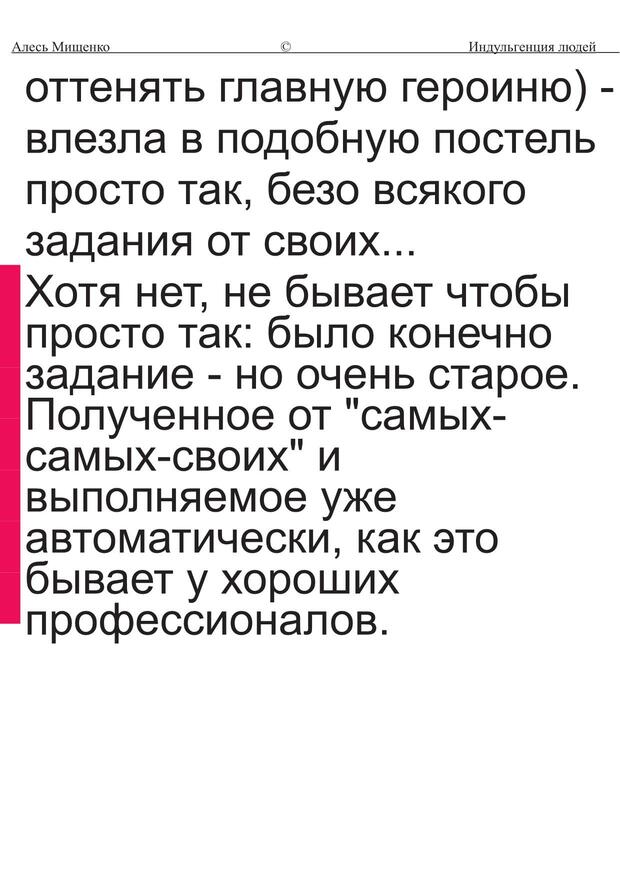 Алесь Мищенко © Индульгенция людей
оттенять главную героиню) -
влезла в подобную постель
просто так, безо всякого
задания от своих...
Хотя нет, не бывает чтобы
просто так: было конечно
задание - но очень старое.
Полученное от "самых-
самых-своих" и
выполняемое уже
автоматически, как это
бывает у хороших
профессионалов.